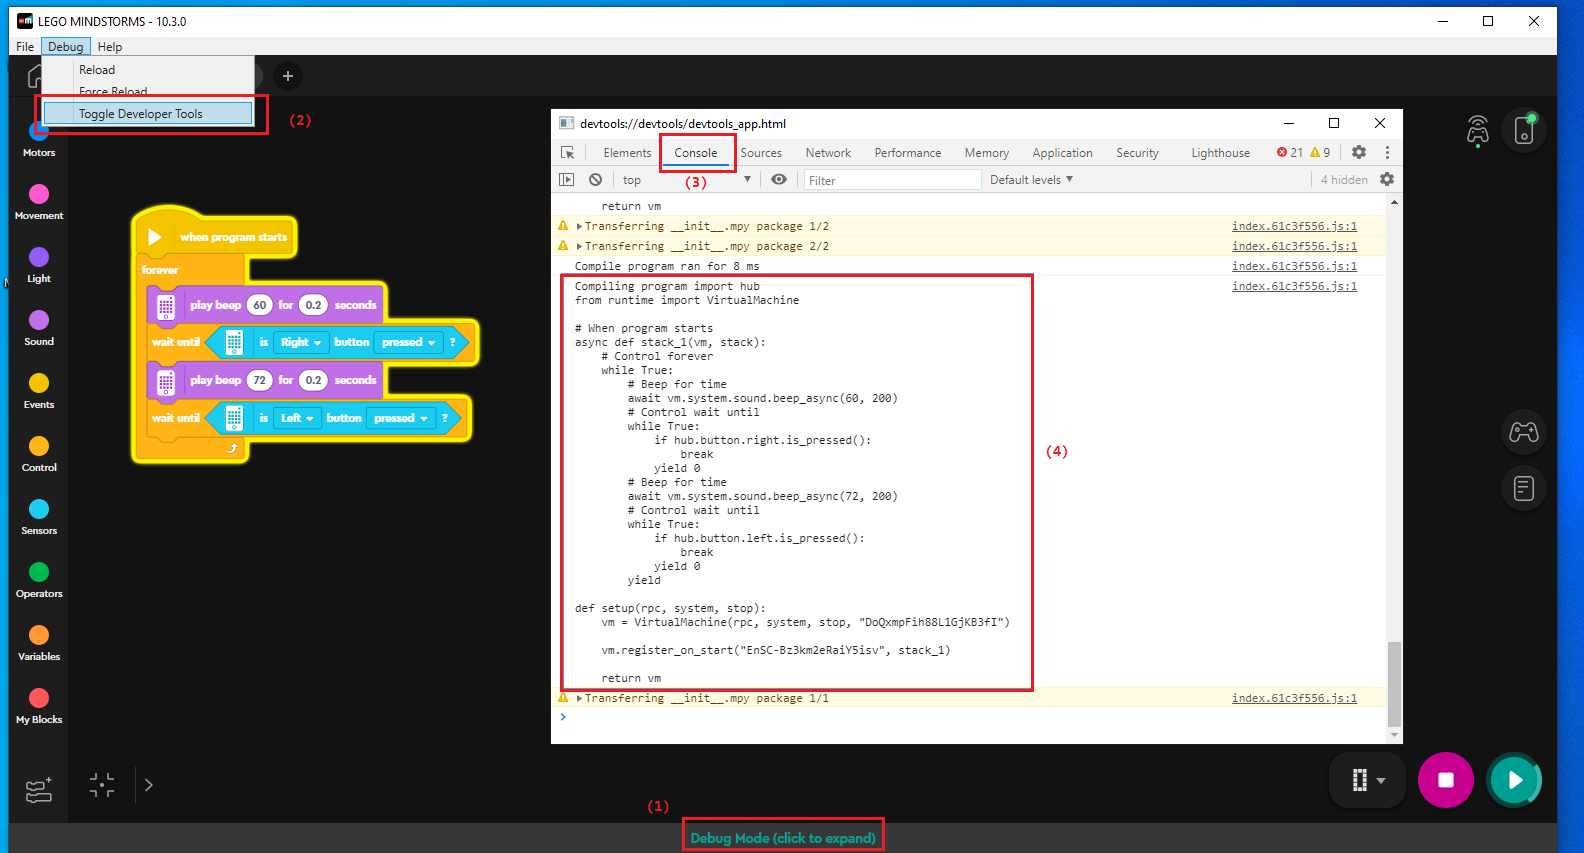 LEGO MINDSTORMS - 10.3.0
File Debug Help
Reload
Force Reload
Toggle Developer Tools
(2)
Motors
Movement
Light
Sound
Events
Control
Sensors
Operators
Variables
My Blocks
when program starts
forever
play beep 60 for 0.2 seconds
wait until is Right button pressed ?
play beep 72 for 0.2 seconds
wait until is Left button pressed ?
devtools://devtools/devtools_app.html
Elements Console Sources Network Performance Memory Application Security Lighthouse 21 9
(3)
top Filter Default levels 4 hidden
return vm
Transferring __init__.mpy package 1/2 index.61c3f556.js:1
Transferring __init__.mpy package 2/2 index.61c3f556.js:1
Compile program ran for 8 ms index.61c3f556.js:1
Compiling program import hub index.61c3f556.js:1
from runtime import VirtualMachine
# When program starts
async def stack_1(vm, stack):
# Control forever
while True:
# Beep for time
await vm.system.sound.beep_async(60, 200)
# Control wait until
while True:
if hub.button.right.is_pressed():
break
yield 0
# Beep for time
await vm.system.sound.beep_async(72, 200)
# Control wait until
while True:
if hub.button.left.is_pressed():
break
yield 0
yield
def setup(rpc, system, stop):
vm = VirtualMachine(rpc, system, stop, "DoQxmpFih88L1GjKB3fI")
vm.register_on_start("EnSC-Bz3km2eRaiY5isv", stack_1)
return vm
(4)
Transferring __init__.mpy package 1/1 index.61c3f556.js:1
(1)
Debug Mode (click to expand)